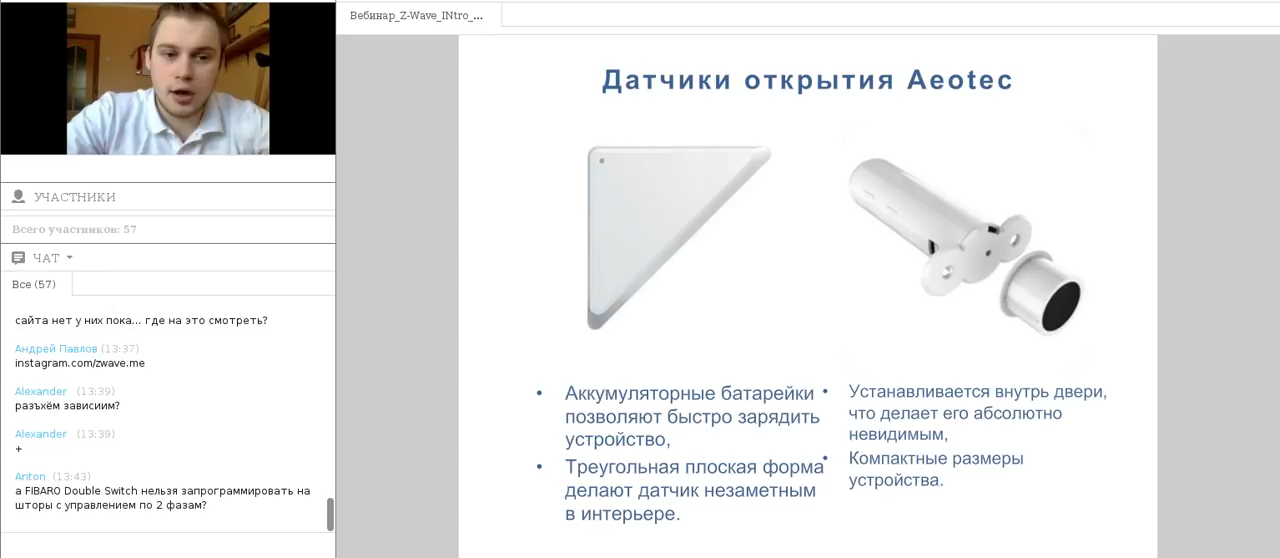 УЧАСТНИКИ
Всего участников: 57
ЧАТ
Все (57)
сайта нет у них пока... где на это смотреть?
Андрей Павлов (13:37)
instagram.com/zwave.me
Alexander (13:39)
разъхём зависиим?
Alexander (13:39)
+
Anton (13:43)
а FIBARO Double Switch нельзя запрограммировать на
шторы с управлением по 2 фазам?
Вебинар_Z-Wave_INtro_...
Датчики открытия Aeotec
• Аккумуляторные батарейки
позволяют быстро зарядить
устройство,
• Треугольная плоская форма
делают датчик незаметным
в интерьере.
• Устанавливается внутрь двери,
что делает его абсолютно
невидимым,
• Компактные размеры
устройства.